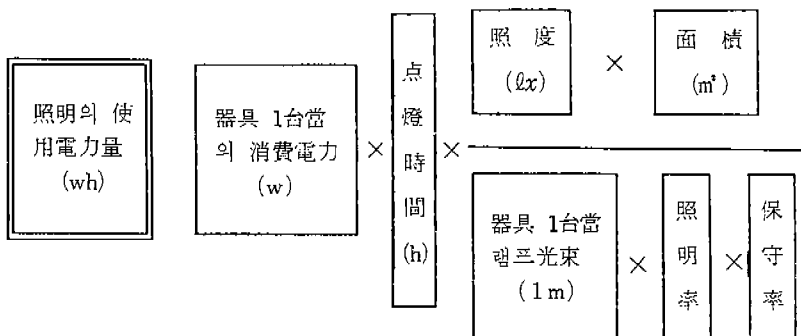 照明의 使
用電力量
(wh)
器具 1台當
의 消費電力
(w)
×
点燈時間(h)
×
照 度
(ℓx)
×
面 積
(㎡)
器具 1台當
램프光束
(1m)
×
照明率
×
保守率